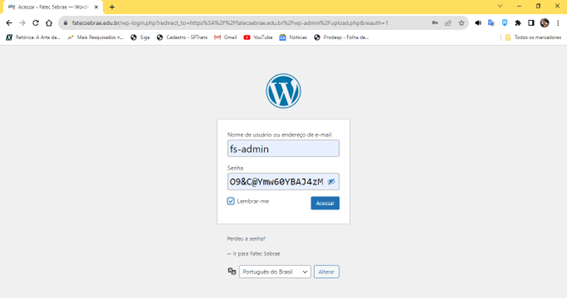 Acessar ‹ Fatec Sebrae — WordPr
fatecsebrae.edu.br/wp-login.php?redirect_to=https%3A%2F%2Ffatecsebrae.edu.br%2Fwp-admin%2Fupload.php&reauth=1
Retórica: A Arte da... Mais Pesquisados n... Siga Cadastro - SPTrans Gmail YouTube Notícias Prodesp - Folha de... Todos os marcadores
Nome de usuário ou endereço de e-mail
fs-admin
Senha
O9&C@Ymw60YBAJ4zM
Lembrar-me
Acessar
Perdeu a senha?
← Ir para Fatec Sebrae
Português do Brasil Alterar